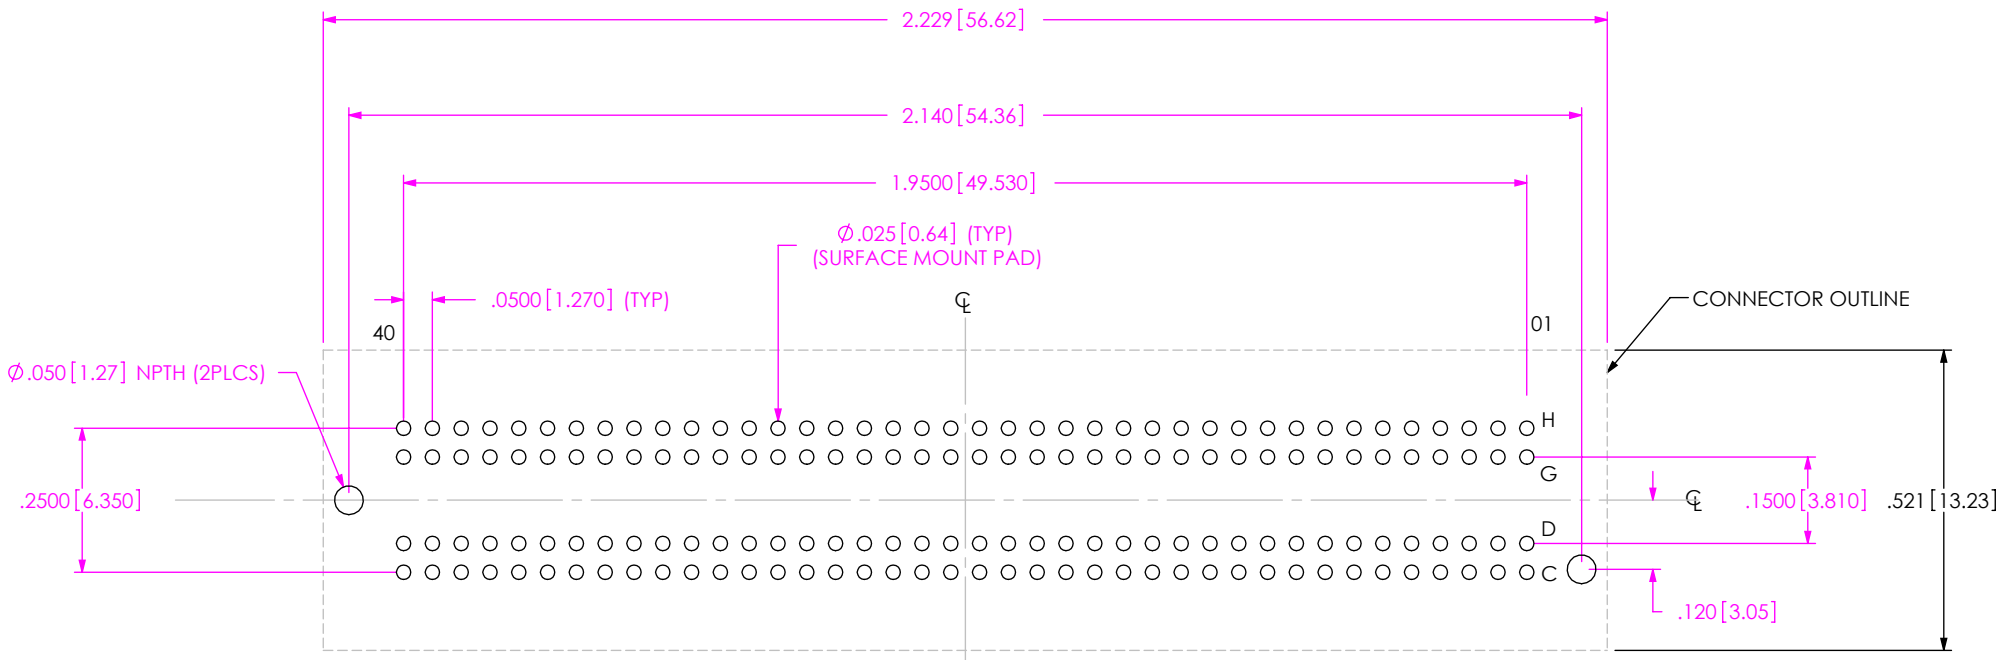 2.229 [56.62]
2.140 [54.36]
1.9500 [49.530]
Ø.025 [0.64] (TYP)
(SURFACE MOUNT PAD)
.0500 [1.270] (TYP)
℄
CONNECTOR OUTLINE
40
01
Ø.050 [1.27] NPTH (2PLCS)
H
G
.2500 [6.350]
℄
.1500 [3.810]
.521 [13.23]
D
C
.120 [3.05]